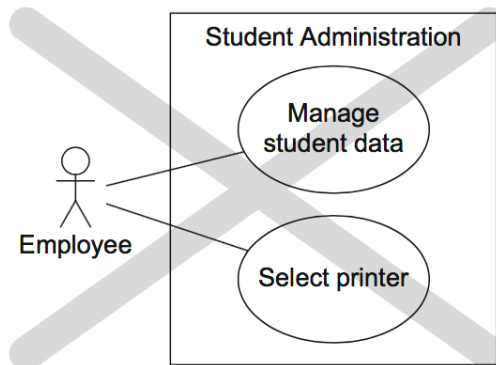 Student Administration
Manage
student data
Employee
Select printer